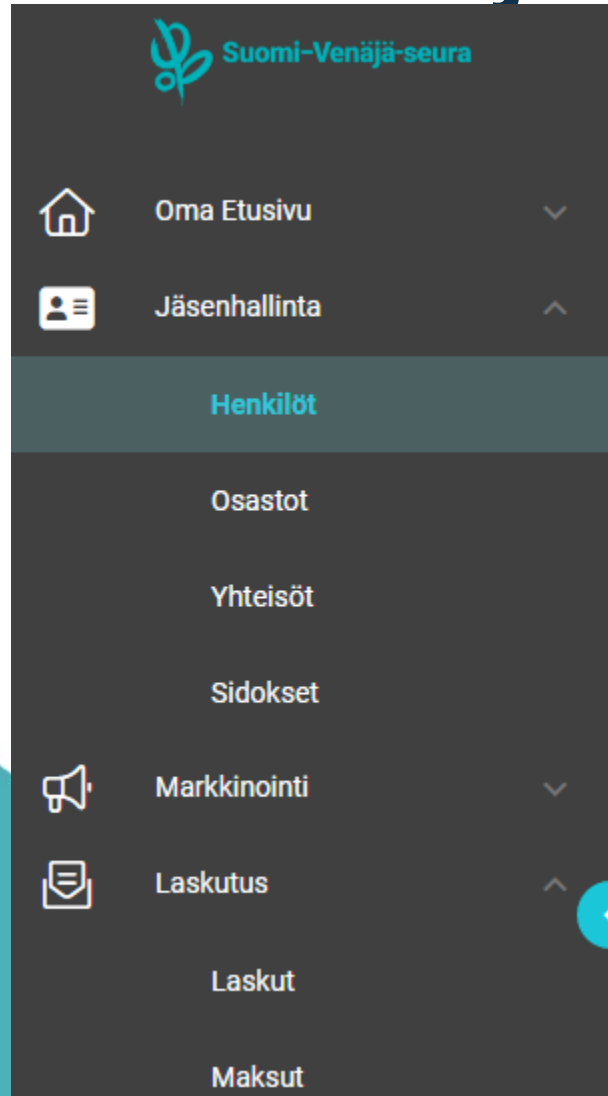 Suomi-Venäjä-seura
Oma Etusivu
Jäsenhallinta
Henkilöt
Osastot
Yhteisöt
Sidokset
Markkinointi
Laskutus
Laskut
Maksut